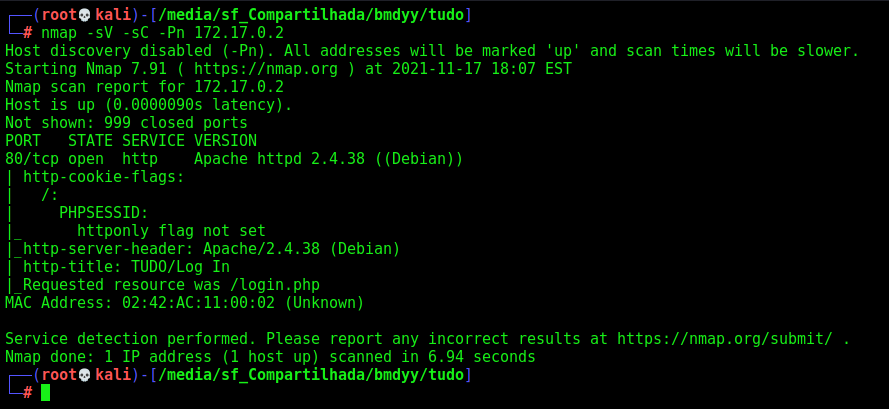 ┌──(root💀kali)-[/media/sf_Compartilhada/bmdyy/tudo]
└─# nmap -sV -sC -Pn 172.17.0.2
Host discovery disabled (-Pn). All addresses will be marked 'up' and scan times will be slower.
Starting Nmap 7.91 ( https://nmap.org ) at 2021-11-17 18:07 EST
Nmap scan report for 172.17.0.2
Host is up (0.0000090s latency).
Not shown: 999 closed ports
PORT   STATE SERVICE VERSION
80/tcp open  http    Apache httpd 2.4.38 ((Debian))
| http-cookie-flags:
|   /:
|     PHPSESSID:
|_      httponly flag not set
|_http-server-header: Apache/2.4.38 (Debian)
| http-title: TUDO/Log In
|_Requested resource was /login.php
MAC Address: 02:42:AC:11:00:02 (Unknown)

Service detection performed. Please report any incorrect results at https://nmap.org/submit/ .
Nmap done: 1 IP address (1 host up) scanned in 6.94 seconds
┌──(root💀kali)-[/media/sf_Compartilhada/bmdyy/tudo]
└─#